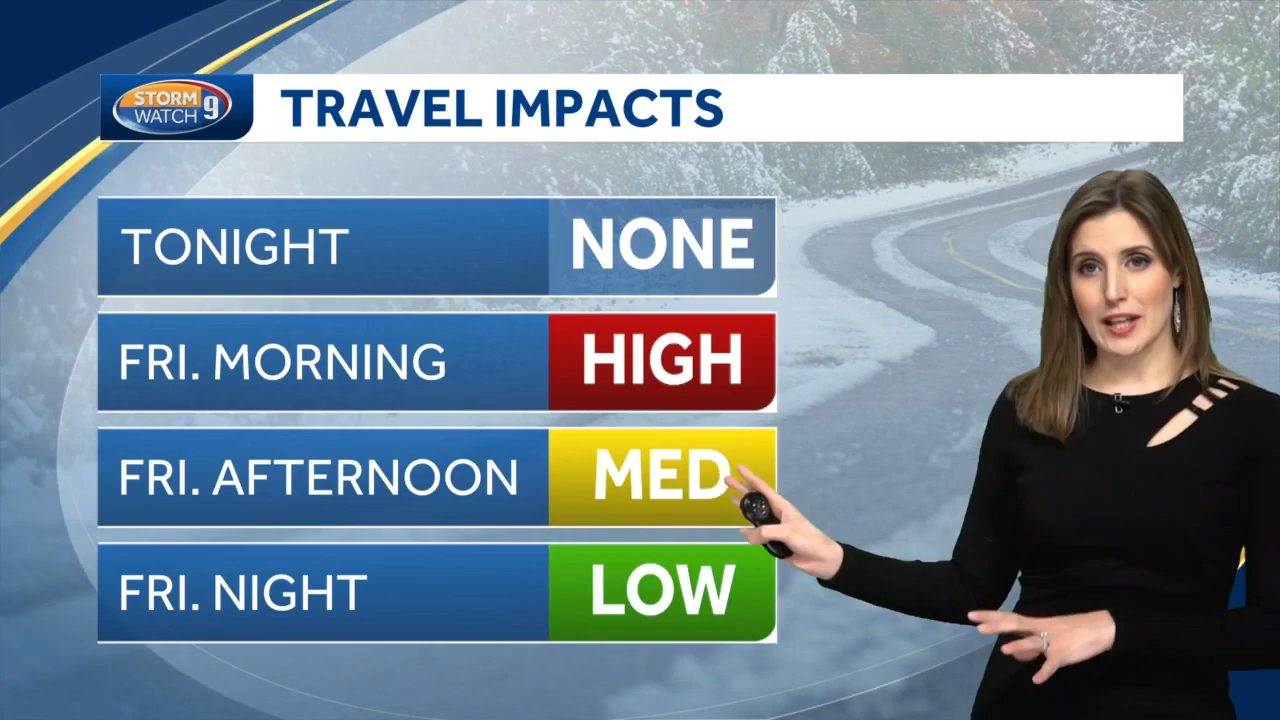 STORM
WATCH 9
TRAVEL IMPACTS
TONIGHT NONE
FRI. MORNING HIGH
FRI. AFTERNOON MED
FRI. NIGHT LOW